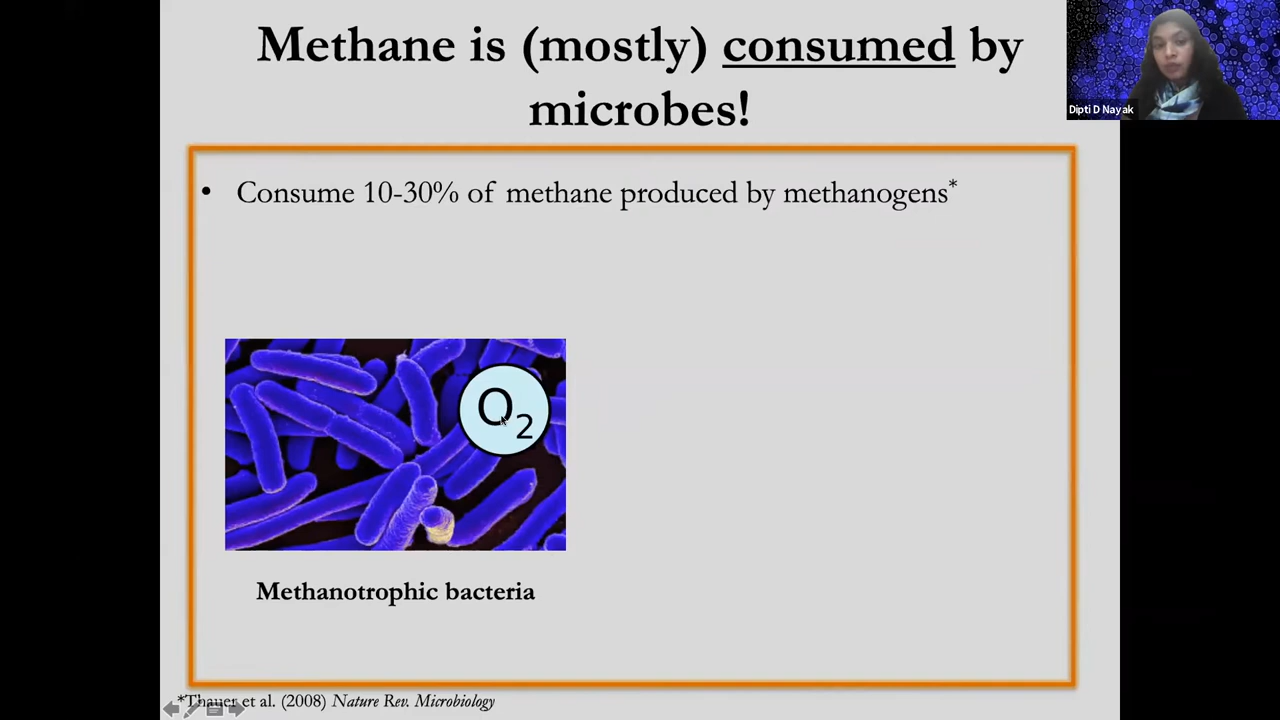 Methane is (mostly) consumed by
microbes!
Dipti D Nayak
• Consume 10-30% of methane produced by methanogens*
O2
Methanotrophic bacteria
*Thauer et al. (2008) Nature Rev. Microbiology